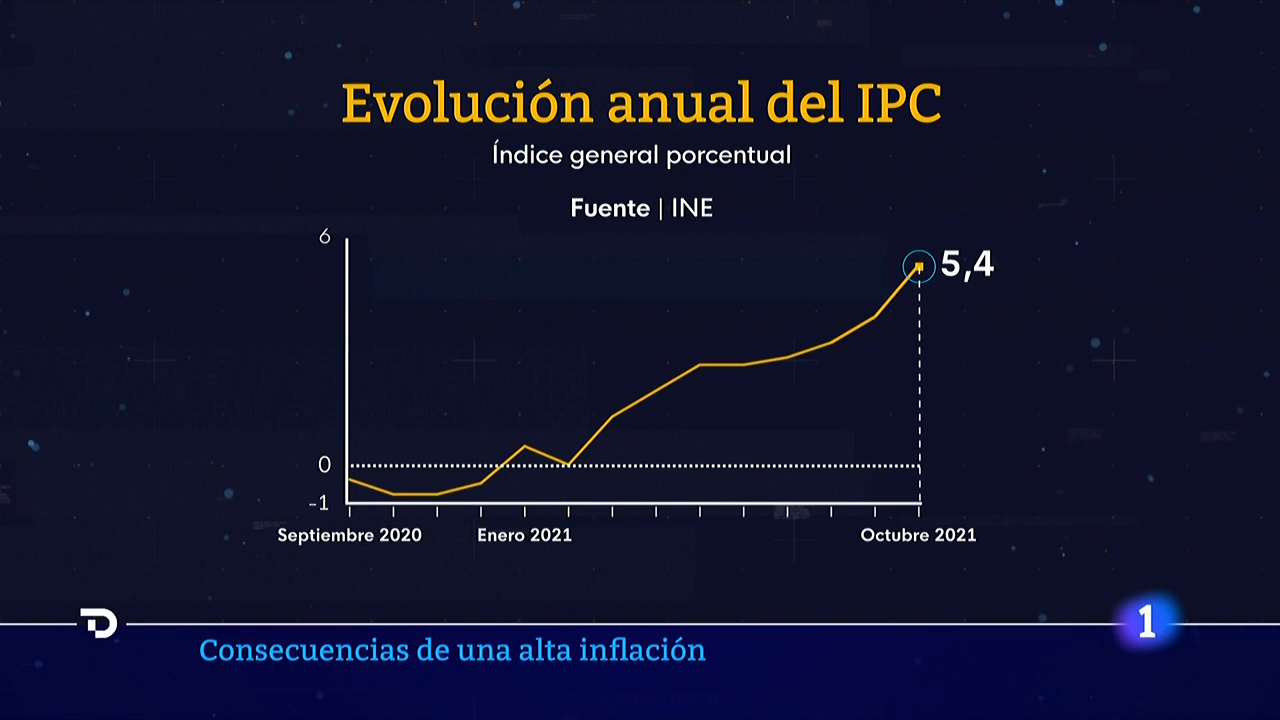 Evolución anual del IPC
Índice general porcentual
Fuente | INE
6
5,4
0
-1
Septiembre 2020
Enero 2021
Octubre 2021
1
Consecuencias de una alta inflación